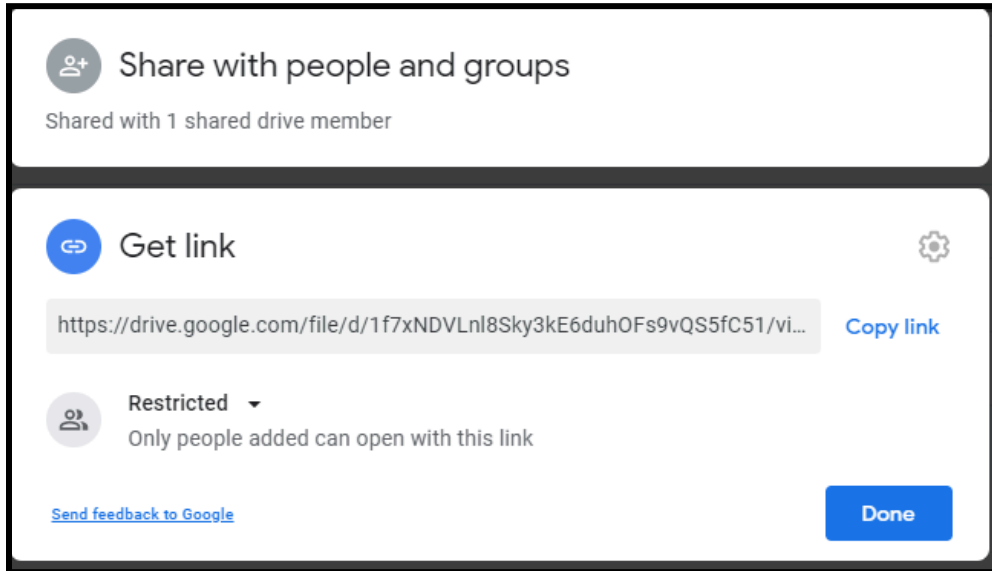 Share with people and groups
Shared with 1 shared drive member
Get link
https://drive.google.com/file/d/1f7xNDVLnl8Sky3kE6duhOFs9vQS5fC51/vi...
Copy link
Restricted
Only people added can open with this link
Send feedback to Google
Done